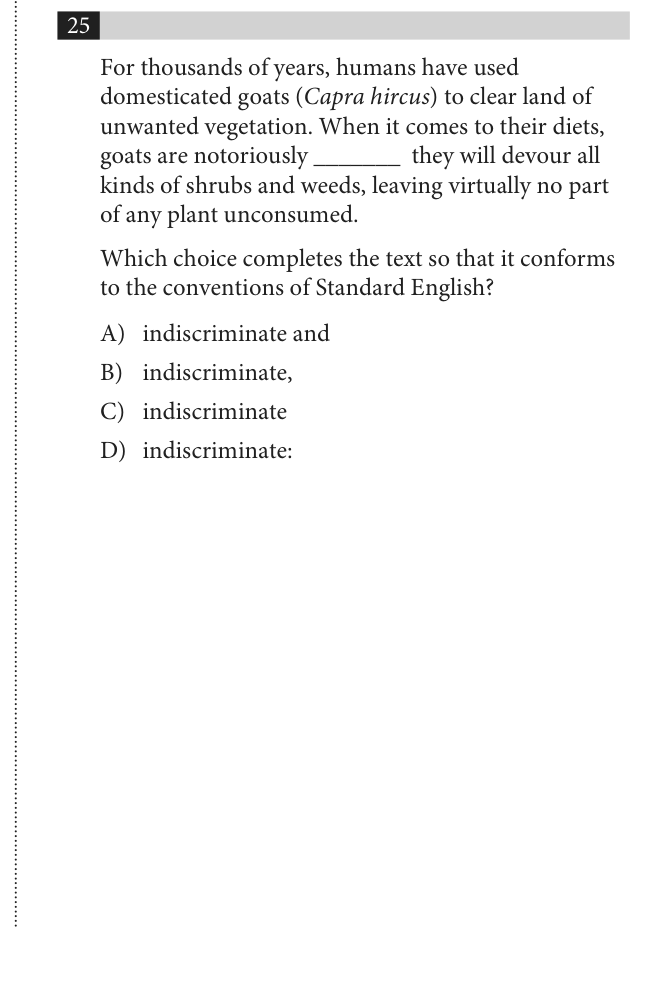 25
For thousands of years, humans have used
domesticated goats (Capra hircus) to clear land of
unwanted vegetation. When it comes to their diets,
goats are notoriously _______ they will devour all
kinds of shrubs and weeds, leaving virtually no part
of any plant unconsumed.
Which choice completes the text so that it conforms
to the conventions of Standard English?
A) indiscriminate and
B) indiscriminate,
C) indiscriminate
D) indiscriminate: